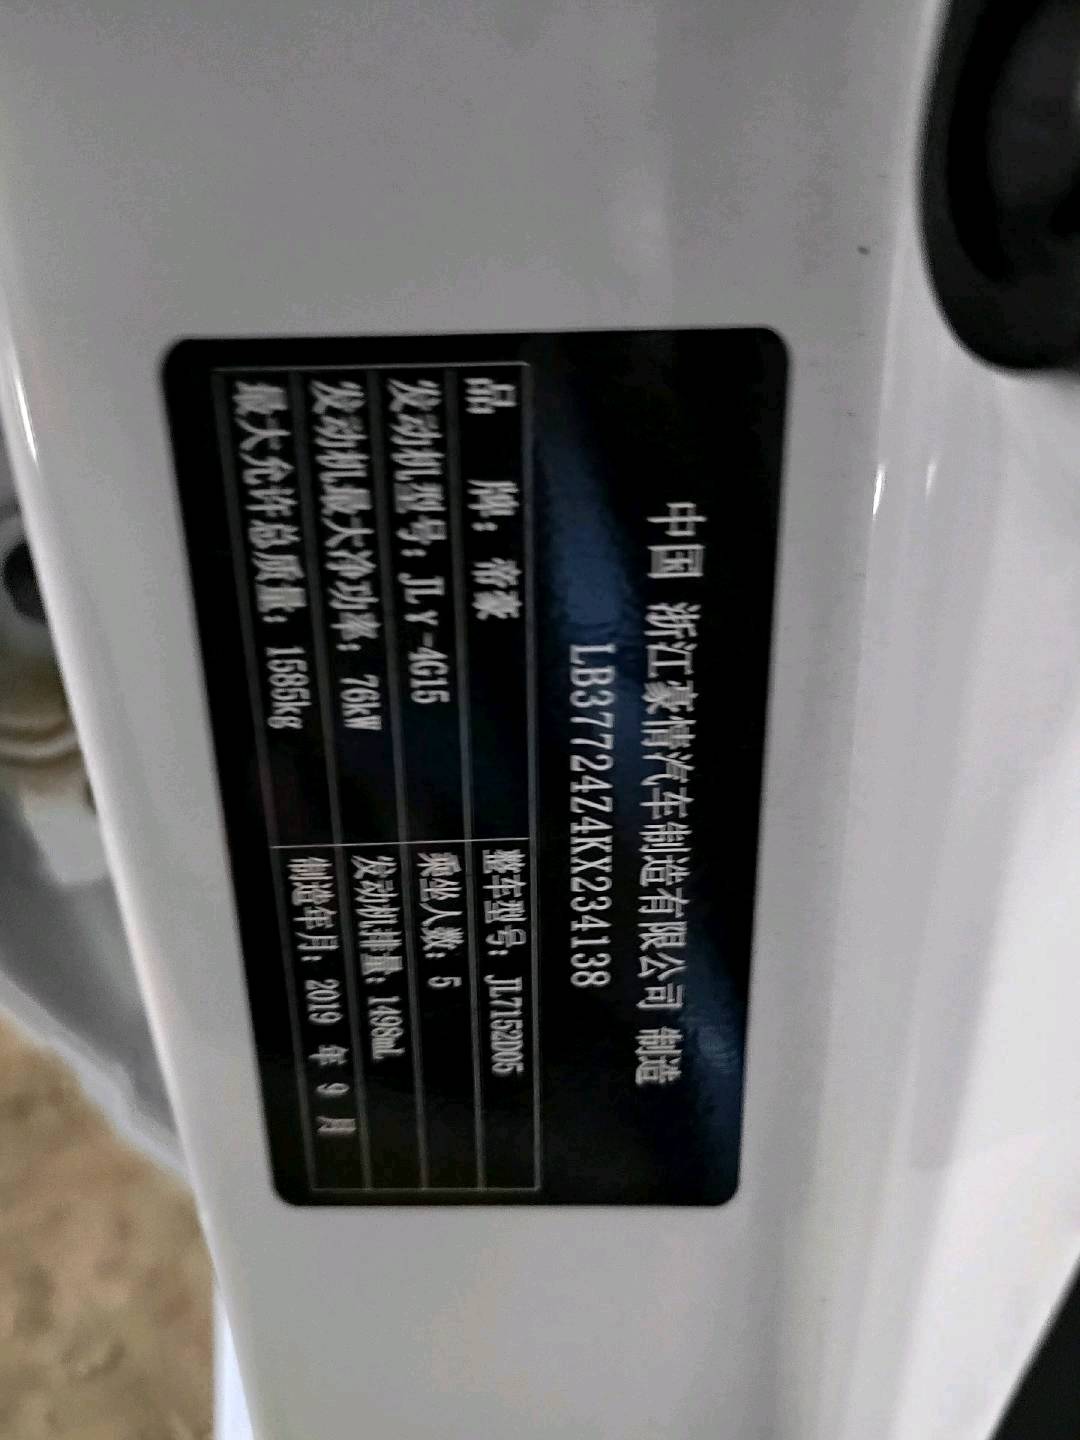 中国 浙江豪情汽车制造有限公司 制造
LB37724Z4KX234138
品 牌：帝豪 整车型号：JL7152D05
发动机型号：JLγ-4G15 乘坐人数：5
发动机最大净功率：76kW 发动机排量：1498mL
最大允许总质量：1585kg 制造年月：2019 年 9 月